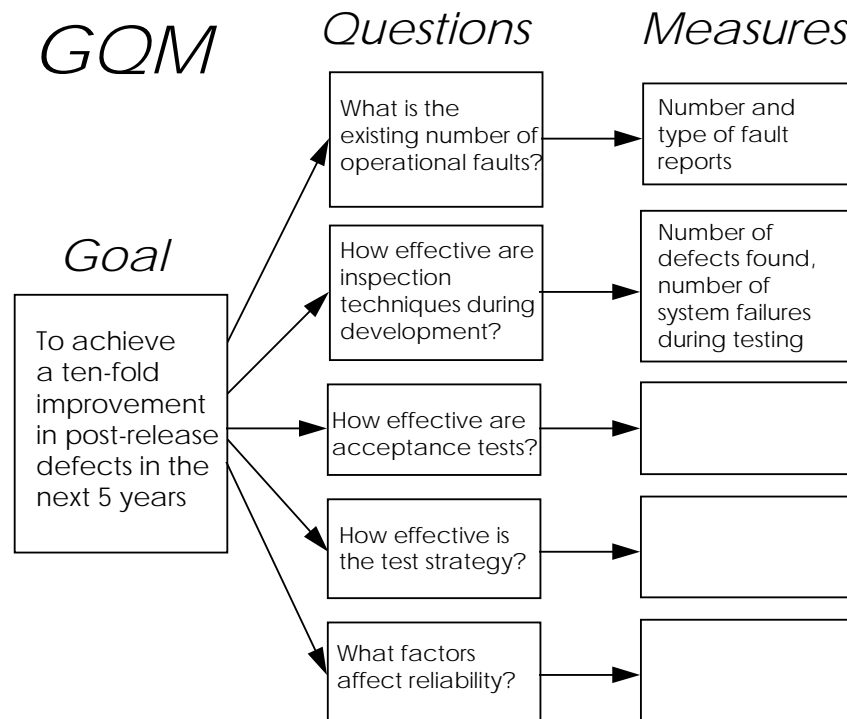 GQM
Questions
Measures
Goal
To achieve
a ten-fold
improvement
in post-release
defects in the
next 5 years
What is the
existing number of
operational faults?
Number and
type of fault
reports
How effective are
inspection
techniques during
development?
Number of
defects found,
number of
system failures
during testing
How effective are
acceptance tests?
How effective is
the test strategy?
What factors
affect reliability?